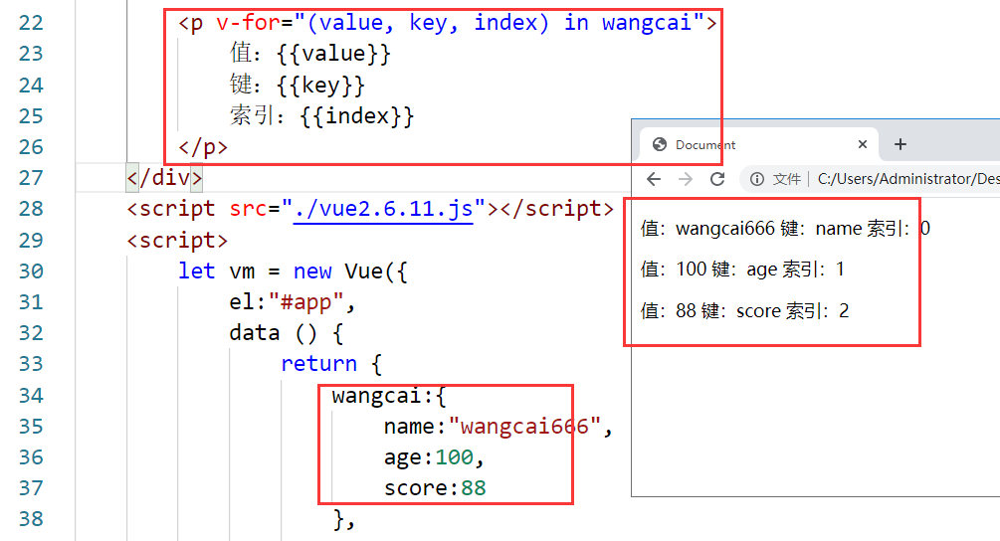 22 <p v-for="(value, key, index) in wangcai">
23 值：{{value}}
24 键：{{key}}
25 索引：{{index}}
26 </p>
27 </div>
28 <script src="./vue2.6.11.js"></script>
29 <script>
30 let vm = new Vue({
31 el:"#app",
32 data () {
33 return {
34 wangcai:{
35 name:"wangcai666",
36 age:100,
37 score:88
38 },
Document
文件 C:/Users/Administrator/Des
值：wangcai666 键：name 索引：0
值：100 键：age 索引：1
值：88 键：score 索引：2